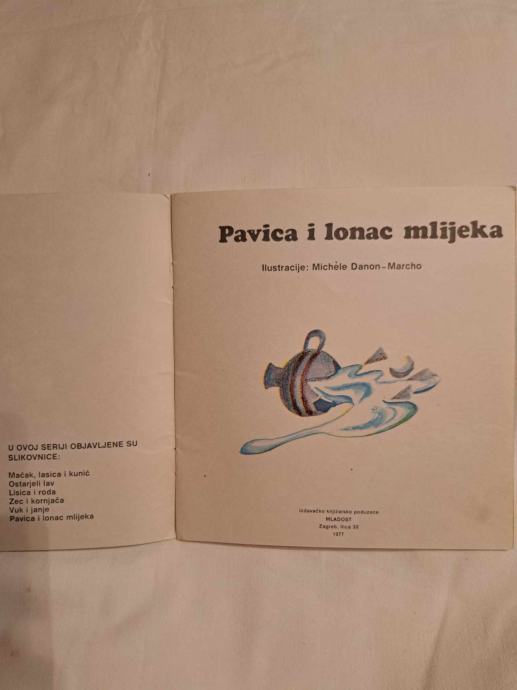 U OVOJ SERIJI OBJAVLJENE SU
SLIKOVNICE:
Mačak, lasica i kunić
Ostarjeli lav
Lisica i roda
Zec i kornjača
Vuk i janje
Pavica i lonac mlijeka
Pavica i lonac mlijeka
Ilustracije: Michèle Danon-Marcho
Izdavačko knjižarsko poduzeće
MLADOST
Zagreb, Ilica 30
1977